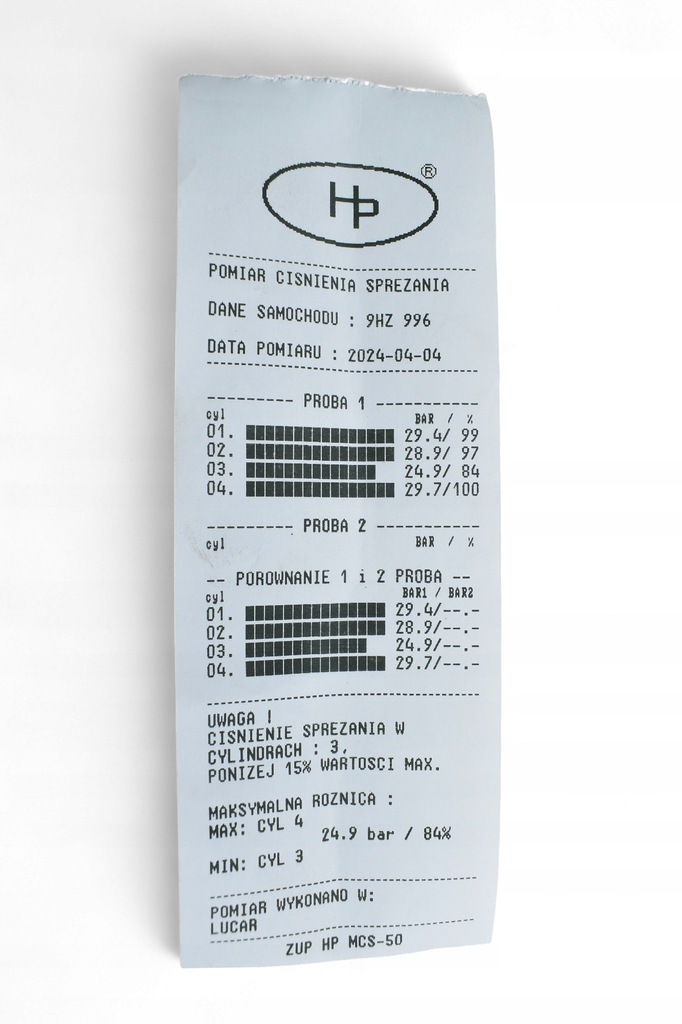 HP ®
POMIAR CISNIENIA SPREZANIA
DANE SAMOCHODU : 9HZ 996
DATA POMIARU : 2024-04-04
--------- PROBA 1 -----------
cyl BAR / %
01. 29.4/ 99
02. 28.9/ 97
03. 24.9/ 84
04. 29.7/100
--------- PROBA 2 -----------
cyl BAR / %
-- POROWNANIE 1 i 2 PROBA --
cyl BAR1 / BAR2
01. 29.4/--.-
02. 28.9/--.-
03. 24.9/--.-
04. 29.7/--.-
UWAGA !
CISNIENIE SPREZANIA W
CYLINDRACH : 3,
PONIZEJ 15% WARTOSCI MAX.
MAKSYMALNA ROZNICA :
MAX: CYL 4
24.9 bar / 84%
MIN: CYL 3
POMIAR WYKONANO W:
LUCAR
ZUP HP MCS-50